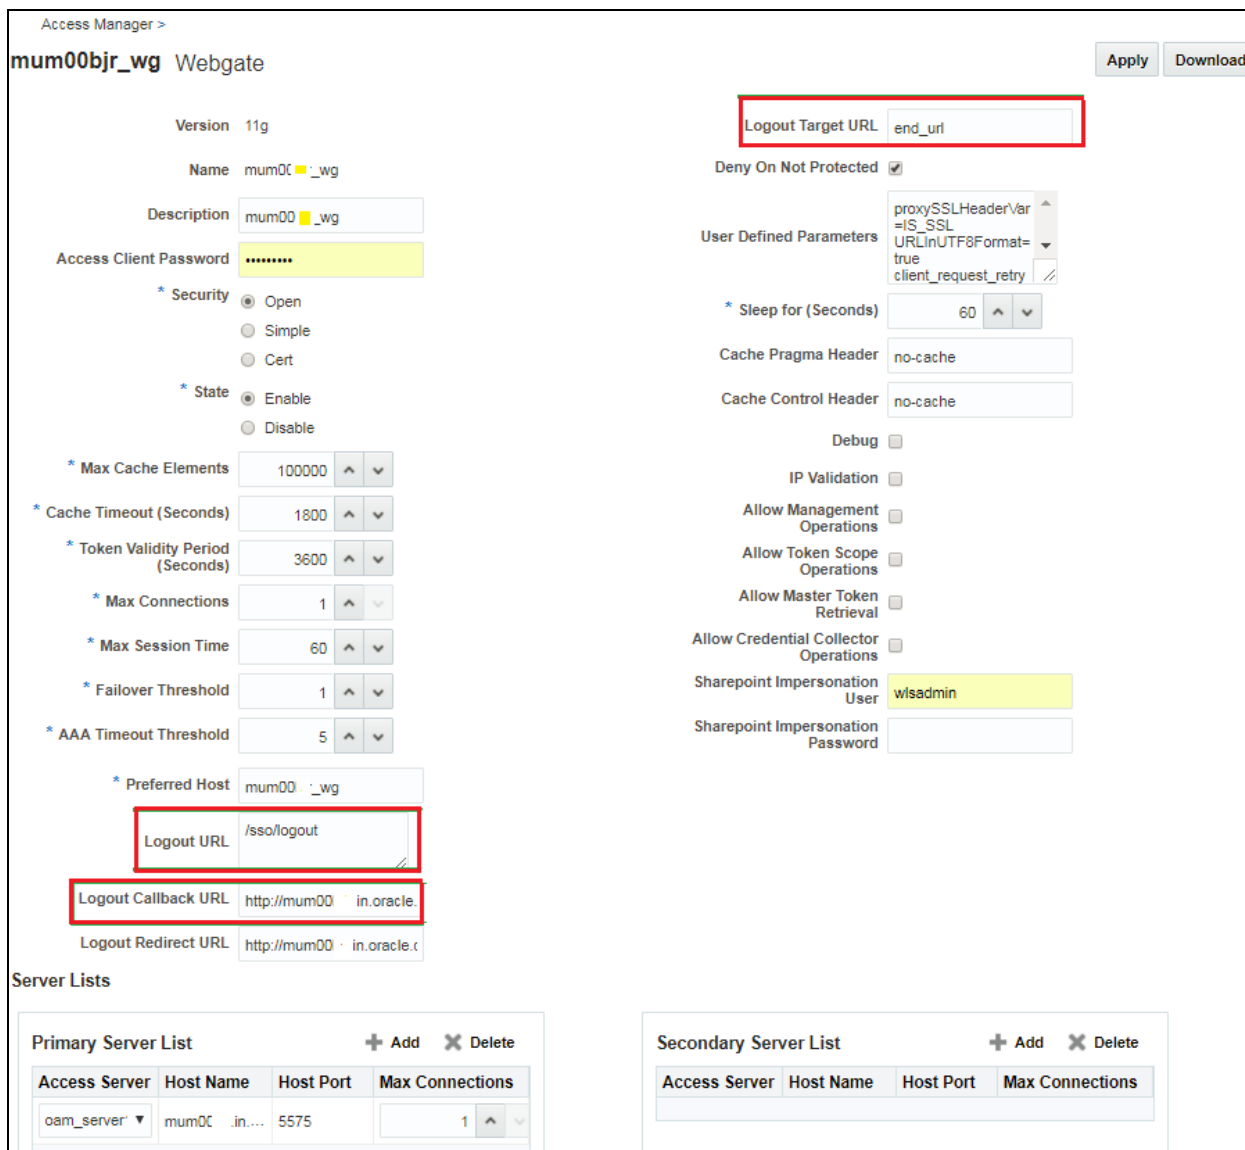 Access Manager >
mum00bjr_wg Webgate
Apply
Download
Version 11g
Name mum00 _wg
Description mum00 _wg
Access Client Password •••••••••
* Security Open
Simple
Cert
* State Enable
Disable
* Max Cache Elements 100000
* Cache Timeout (Seconds) 1800
* Token Validity Period
(Seconds) 3600
* Max Connections 1
* Max Session Time 60
* Failover Threshold 1
* AAA Timeout Threshold 5
* Preferred Host mum00 _wg
Logout URL /sso/logout
Logout Callback URL http://mum00 in.oracle.
Logout Redirect URL http://mum00 in.oracle.c
Logout Target URL end_url
Deny On Not Protected
User Defined Parameters
proxySSLHeaderVar
=IS_SSL
URLInUTF8Format=
true
client_request_retry
* Sleep for (Seconds) 60
Cache Pragma Header no-cache
Cache Control Header no-cache
Debug
IP Validation
Allow Management
Operations
Allow Token Scope
Operations
Allow Master Token
Retrieval
Allow Credential Collector
Operations
Sharepoint Impersonation
User wlsadmin
Sharepoint Impersonation
Password
Server Lists
Primary Server List Add Delete
Access Server Host Name Host Port Max Connections
oam_server mum00 .in.... 5575 1
Secondary Server List Add Delete
Access Server Host Name Host Port Max Connections